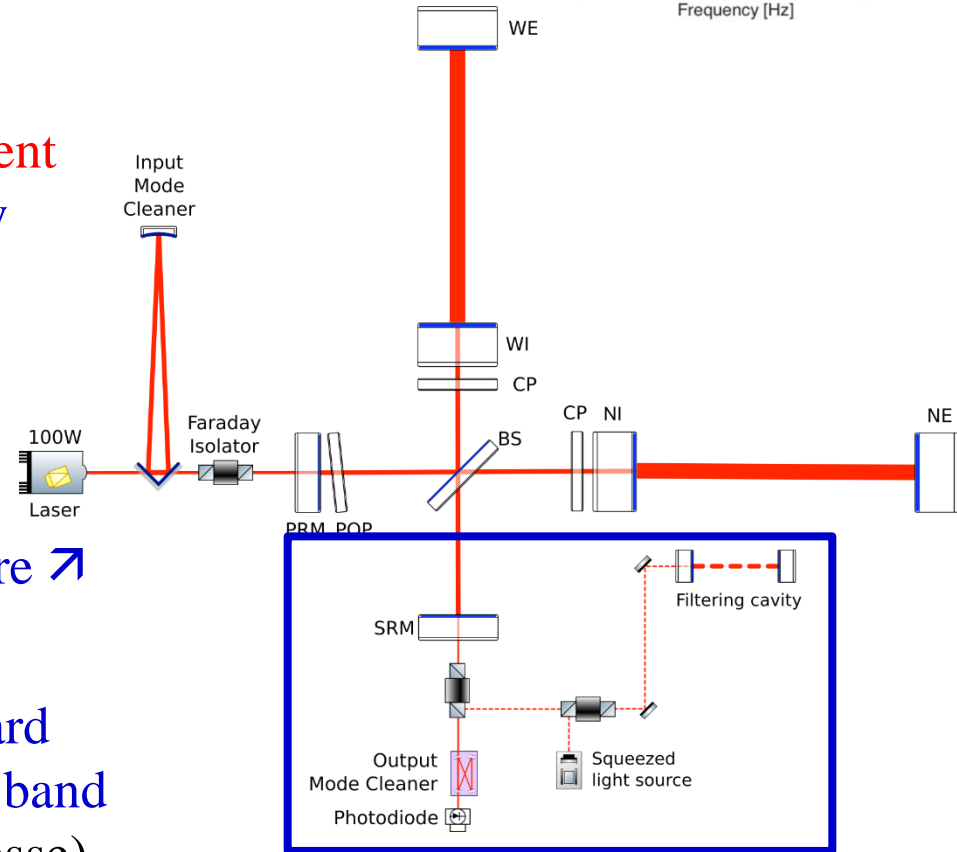 Frequency [Hz]
WE
ent
Input
Mode
Cleaner
WI
CP
Faraday
Isolator
CP
NI
NE
BS
100W
Laser
PRM
POP
re ↗
Filtering cavity
SRM
ard
Output
Mode Cleaner
Squeezed
light source
band
Photodiode